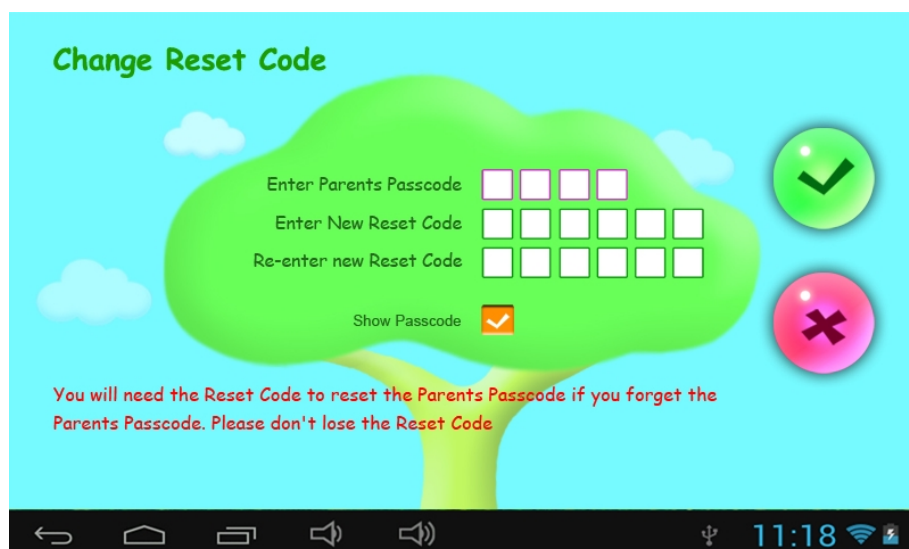 Change Reset Code
Enter Parents Passcode
Enter New Reset Code
Re-enter new Reset Code
Show Passcode
You will need the Reset Code to reset the Parents Passcode if you forget the
Parents Passcode. Please don't lose the Reset Code
11:18